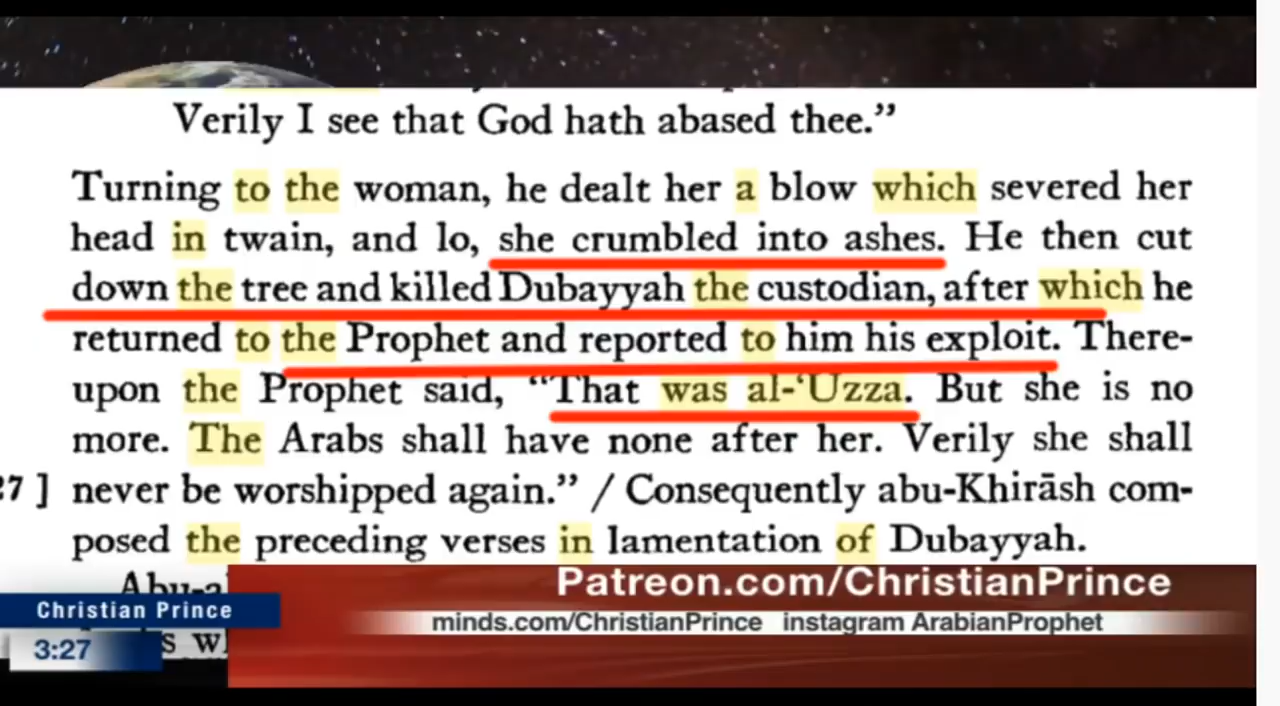 Verily I see that God hath abased thee.”
Turning to the woman, he dealt her a blow which severed her
head in twain, and lo, she crumbled into ashes. He then cut
down the tree and killed Dubayyah the custodian, after which he
returned to the Prophet and reported to him his exploit. There-
upon the Prophet said, “That was al-‘Uzza. But she is no
more. The Arabs shall have none after her. Verily she shall
27 ] never be worshipped again.” / Consequently abu-Khirāsh com-
posed the preceding verses in lamentation of Dubayyah.
Patreon.com/ChristianPrince
Christian Prince
minds.com/ChristianPrince instagram ArabianProphet
3:27